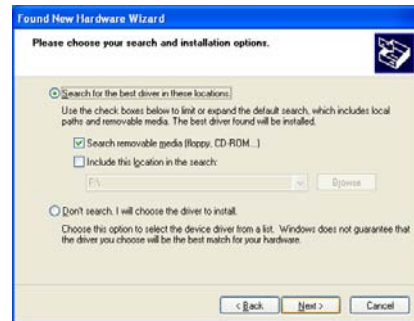 Found New Hardware Wizard
Please choose your search and installation options.
Search for the best driver in these locations.
Use the check boxes below to limit or expand the default search, which includes local
paths and removable media. The best driver found will be installed.
Search removable media (floppy, CD-ROM...)
Include this location in the search:
F:\
Browse
Don't search. I will choose the driver to install.
Choose this option to select the device driver from a list. Windows does not guarantee that
the driver you choose will be the best match for your hardware.
< Back
Next >
Cancel